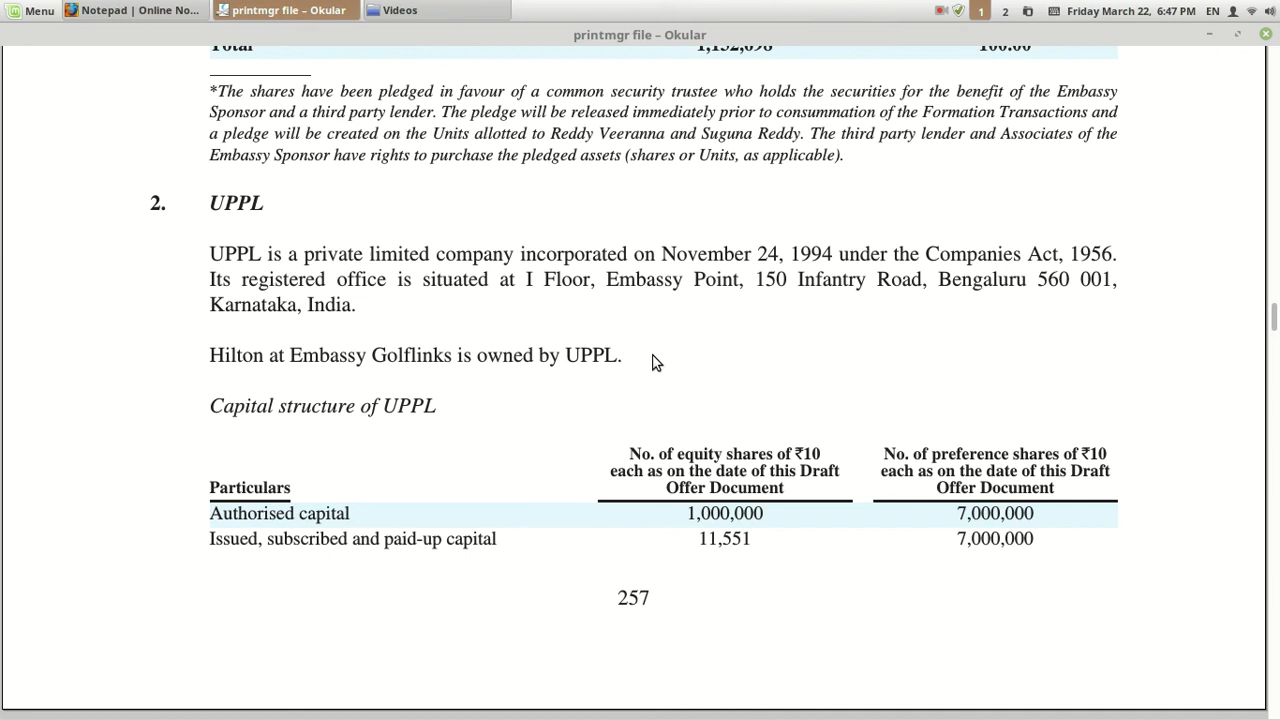 Menu
Notepad | Online No...
printmgr file – Okular
Videos
1
2
Friday March 22, 6:47 PM
EN
printmgr file – Okular
Total 1,152,698 100.00
*The shares have been pledged in favour of a common security trustee who holds the securities for the benefit of the Embassy
Sponsor and a third party lender. The pledge will be released immediately prior to consummation of the Formation Transactions and
a pledge will be created on the Units allotted to Reddy Veeranna and Suguna Reddy. The third party lender and Associates of the
Embassy Sponsor have rights to purchase the pledged assets (shares or Units, as applicable).
2. UPPL
UPPL is a private limited company incorporated on November 24, 1994 under the Companies Act, 1956.
Its registered office is situated at I Floor, Embassy Point, 150 Infantry Road, Bengaluru 560 001,
Karnataka, India.
Hilton at Embassy Golflinks is owned by UPPL.
Capital structure of UPPL
No. of equity shares of ₹10 No. of preference shares of ₹10
each as on the date of this Draft each as on the date of this Draft
Particulars Offer Document Offer Document
Authorised capital 1,000,000 7,000,000
Issued, subscribed and paid-up capital 11,551 7,000,000
257